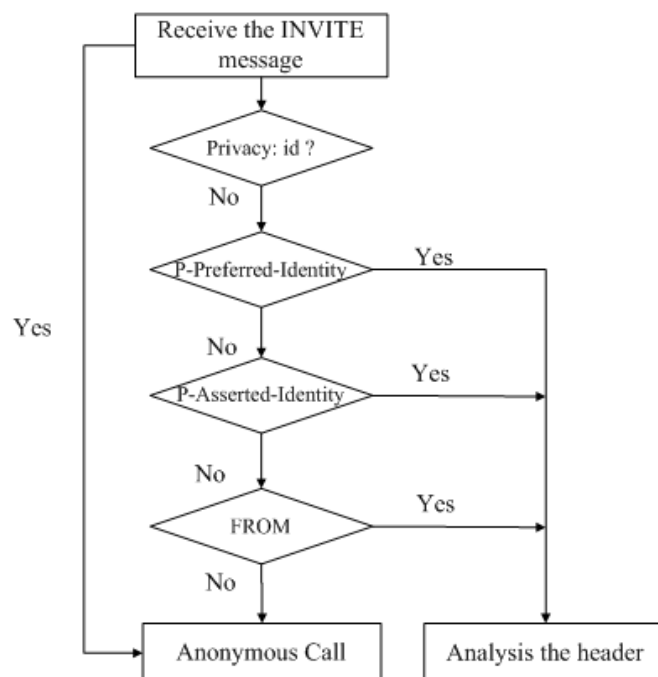 Receive the INVITE
message
Privacy: id ?
No
P-Preferred-Identity
Yes
Yes
No
P-Asserted-Identity
Yes
No
FROM
Yes
No
Anonymous Call
Analysis the header